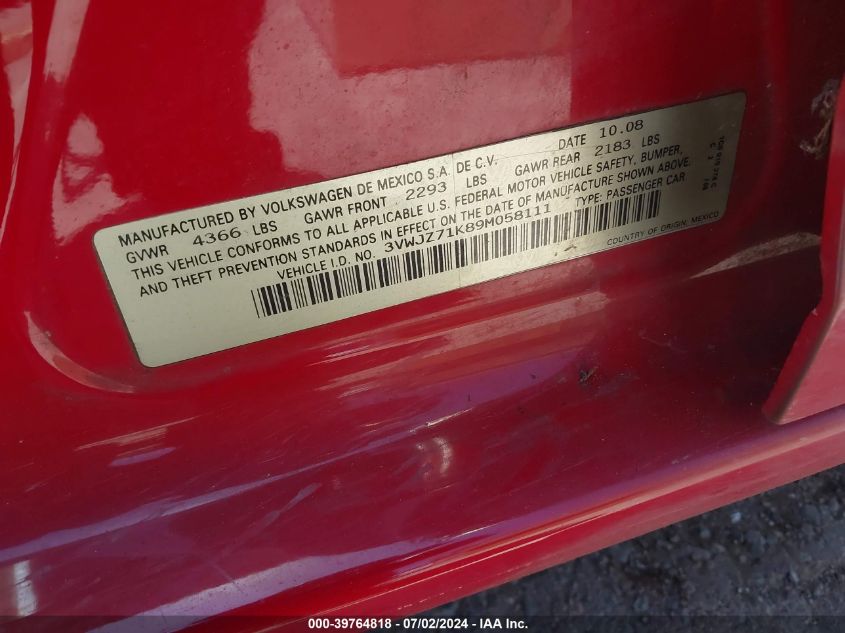 MANUFACTURED BY VOLKSWAGEN DE MEXICO S.A. DE C.V. DATE 10.08
GVWR 4366 LBS GAWR FRONT 2293 LBS GAWR REAR 2183 LBS
THIS VEHICLE CONFORMS TO ALL APPLICABLE U.S. FEDERAL MOTOR VEHICLE SAFETY, BUMPER,
AND THEFT PREVENTION STANDARDS IN EFFECT ON THE DATE OF MANUFACTURE SHOWN ABOVE.
VEHICLE I.D. NO. 3VWJZ71K89M058111 TYPE: PASSENGER CAR
COUNTRY OF ORIGIN: MEXICO
000-39764818 - 07/02/2024 - IAA Inc.